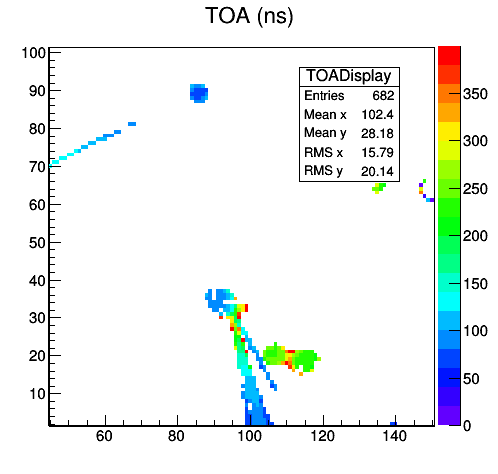 TOA (ns)
TOADisplay
Entries 682
Mean x 102.4
Mean y 28.18
RMS x 15.79
RMS y 20.14
100
90
80
70
60
50
40
30
20
10
60 80 100 120 140
350
300
250
200
150
100
50
0